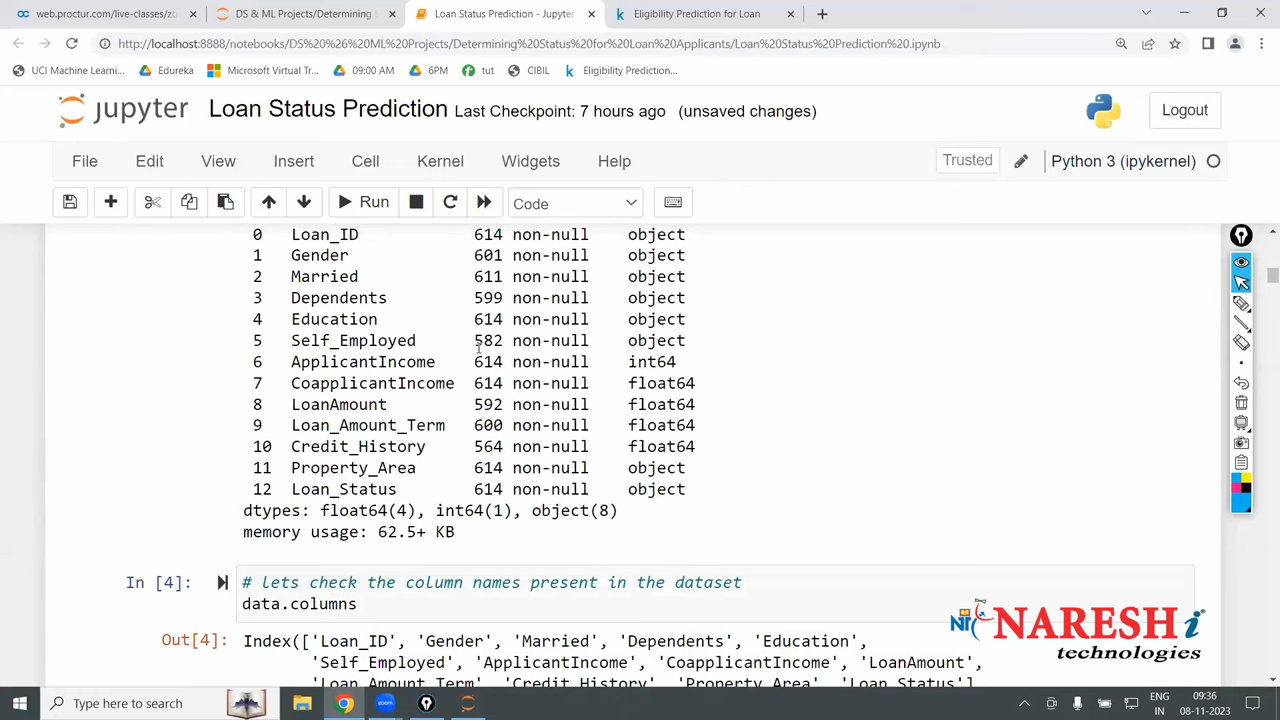 web.proctur.com/live-classes/zo
DS & ML Projects/Determining S
Loan Status Prediction - Jupyter
Eligibility Prediction for Loan
http://localhost:8888/notebooks/DS%20%26%20ML%20Projects/Determining%20Status%20for%20Loan%20Applicants/Loan%20Status%20Prediction%20.ipynb
UCI Machine Learni...
Edureka
Microsoft Virtual Tr...
09:00 AM
6PM
tut
CIBIL
Eligibility Prediction...
jupyter Loan Status Prediction Last Checkpoint: 7 hours ago (unsaved changes)
Logout
File Edit View Insert Cell Kernel Widgets Help
Trusted
Python 3 (ipykernel)
Run
Code
0 Loan_ID 614 non-null object
1 Gender 601 non-null object
2 Married 611 non-null object
3 Dependents 599 non-null object
4 Education 614 non-null object
5 Self_Employed 582 non-null object
6 ApplicantIncome 614 non-null int64
7 CoapplicantIncome 614 non-null float64
8 LoanAmount 592 non-null float64
9 Loan_Amount_Term 600 non-null float64
10 Credit_History 564 non-null float64
11 Property_Area 614 non-null object
12 Loan_Status 614 non-null object
dtypes: float64(4), int64(1), object(8)
memory usage: 62.5+ KB
In [4]: # lets check the column names present in the dataset
data.columns
Out[4]: Index(['Loan_ID', 'Gender', 'Married', 'Dependents', 'Education',
'Self_Employed', 'ApplicantIncome', 'CoapplicantIncome', 'LoanAmount',
'Loan_Amount_Term', 'Credit_History', 'Property_Area', 'Loan_Status'],
NARESH i
technologies
Type here to search
zoom
ENG
IN
09:36
08-11-2023